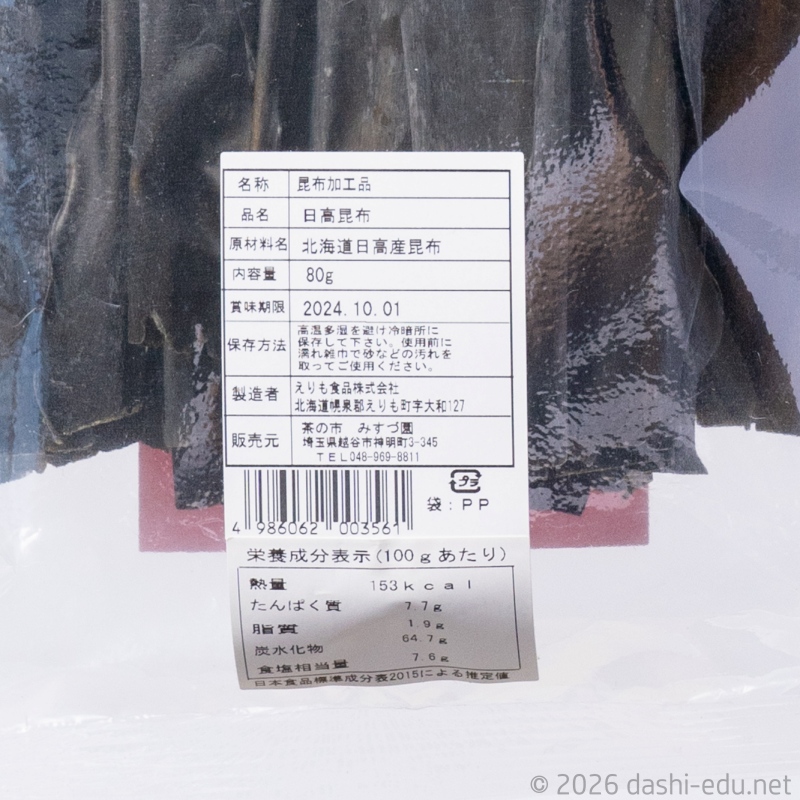 名称 昆布加工品
品名 日高昆布
原材料名 北海道日高産昆布
内容量 80g
賞味期限 2024.10.01
保存方法 高温多湿を避け冷暗所に
保存して下さい。使用前に
濡れ雑巾で砂などの汚れを
取ってご使用ください。
製造者 えりも食品株式会社
北海道幌泉郡えりも町字大和127
販売元 茶の市 みすづ園
埼玉県越谷市神明町3-345
TEL048-969-8811
4 986062 003561
プラ
袋:PP
栄養成分表示(100gあたり)
熱量 153kcal
たんぱく質 7.7g
脂質 1.9g
炭水化物 64.7g
食塩相当量 7.6g
日本食品標準成分表2015による推定値
© 2026 dashi-edu.net